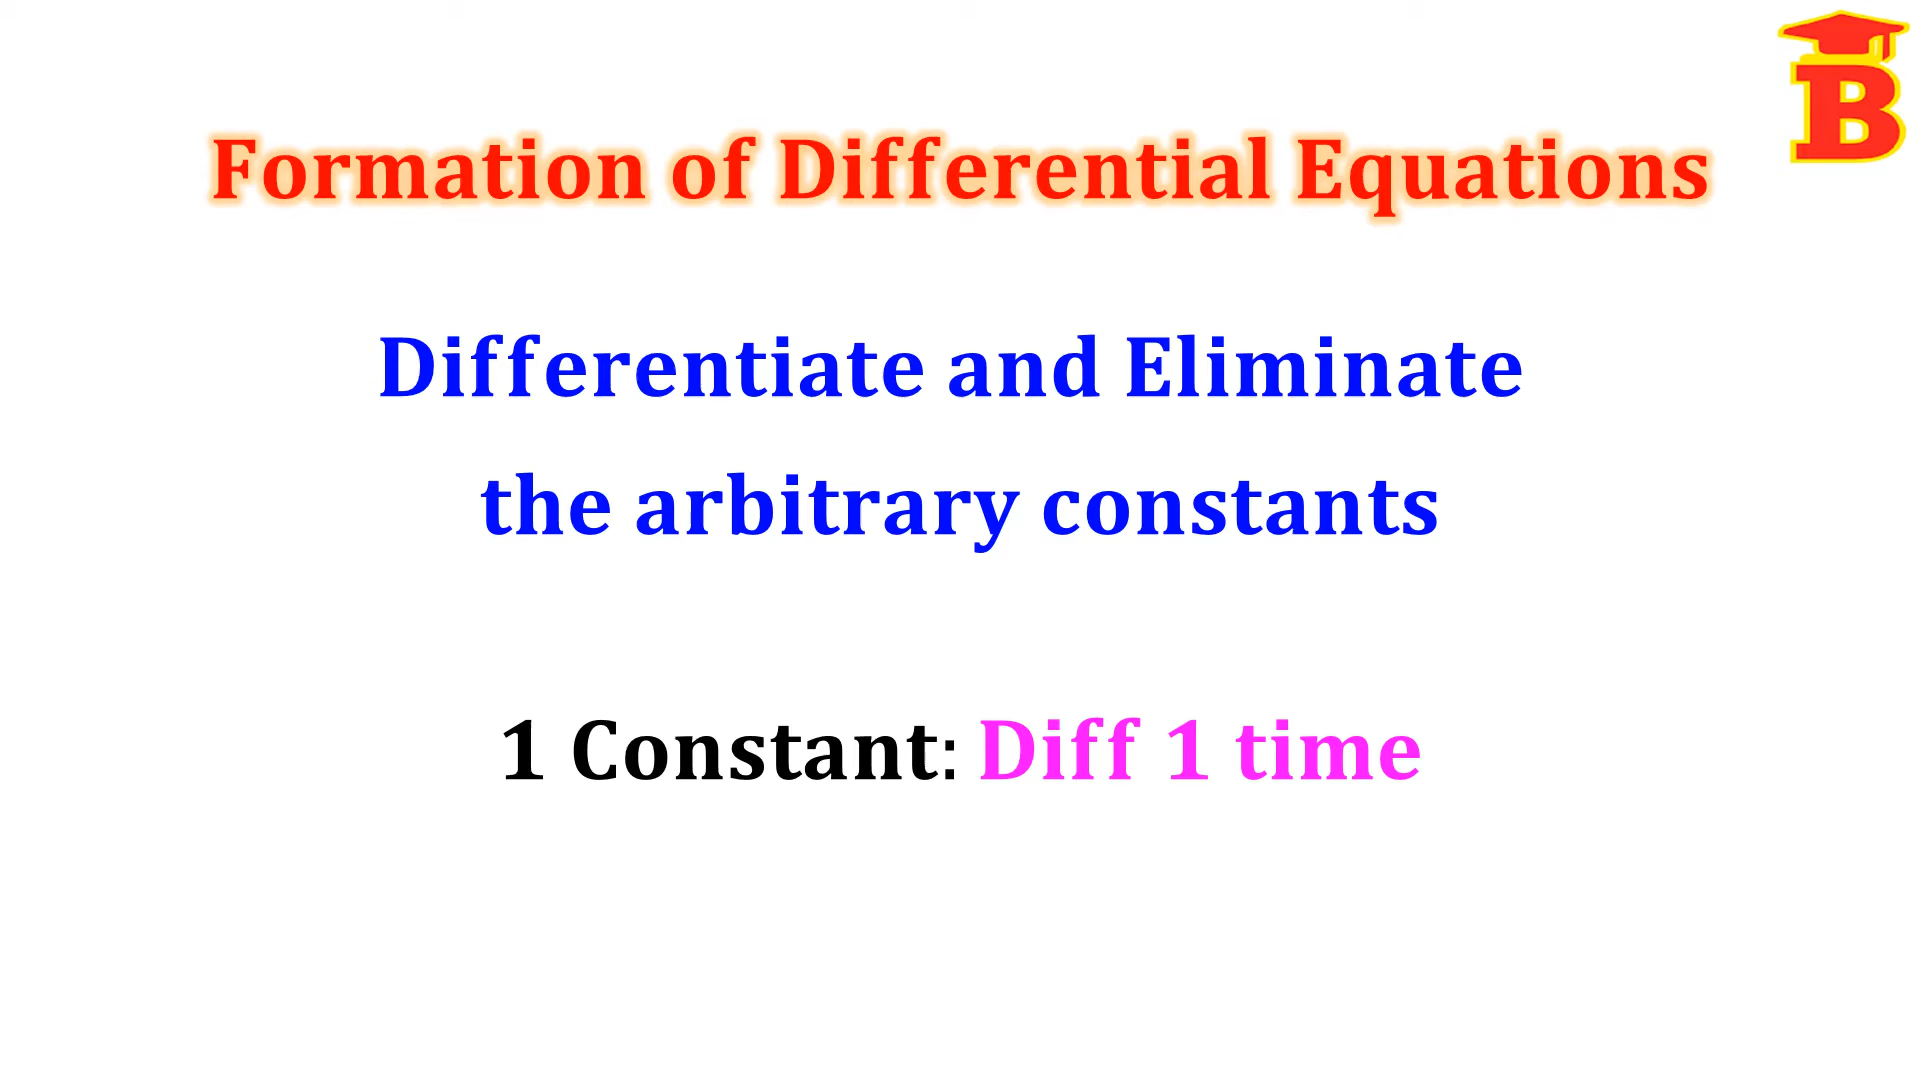 B
Formation of Differential Equations
Differentiate and Eliminate
the arbitrary constants
1 Constant: Diff 1 time